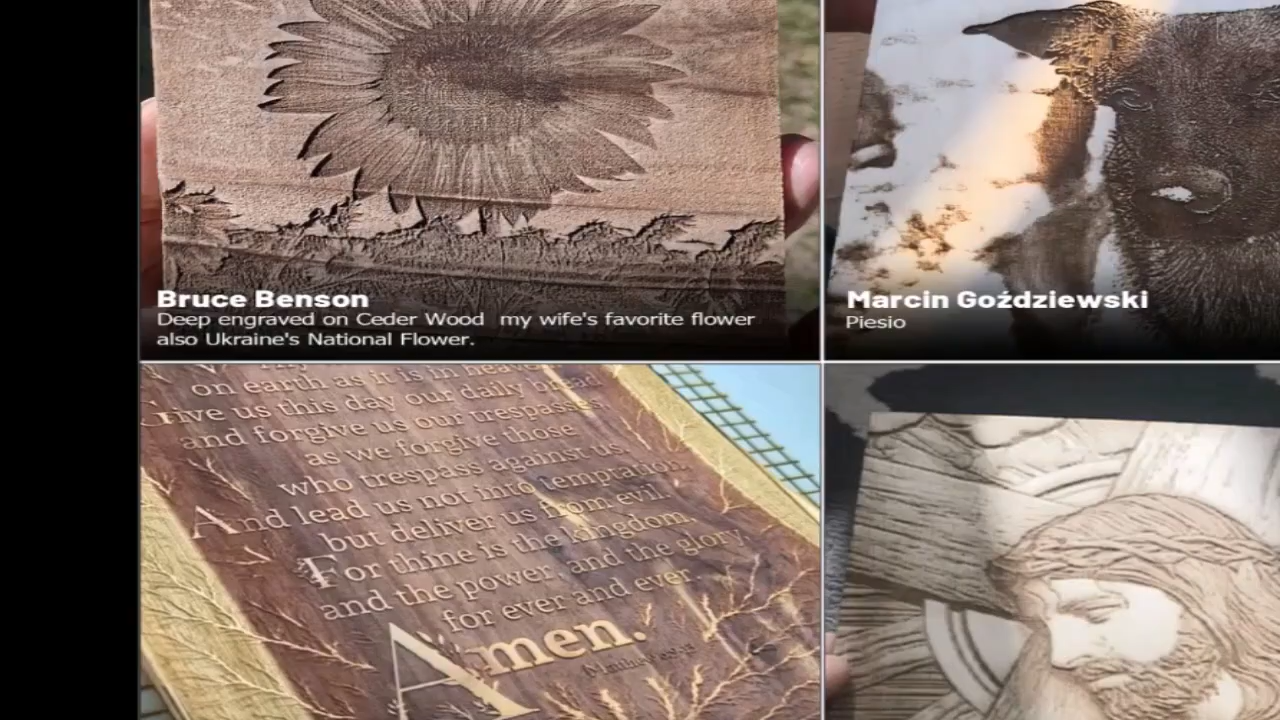 Bruce Benson
Deep engraved on Ceder Wood my wife's favorite flower
also Ukraine's National Flower.
Marcin Goździewski
Piesio
on earth as it is in heaven
Give us this day our daily bread
and forgive us our trespasses
as we forgive those
who trespass against us.
And lead us not into temptation,
but deliver us from evil.
For thine is the kingdom,
and the power, and the glory
for ever and ever.
Amen.